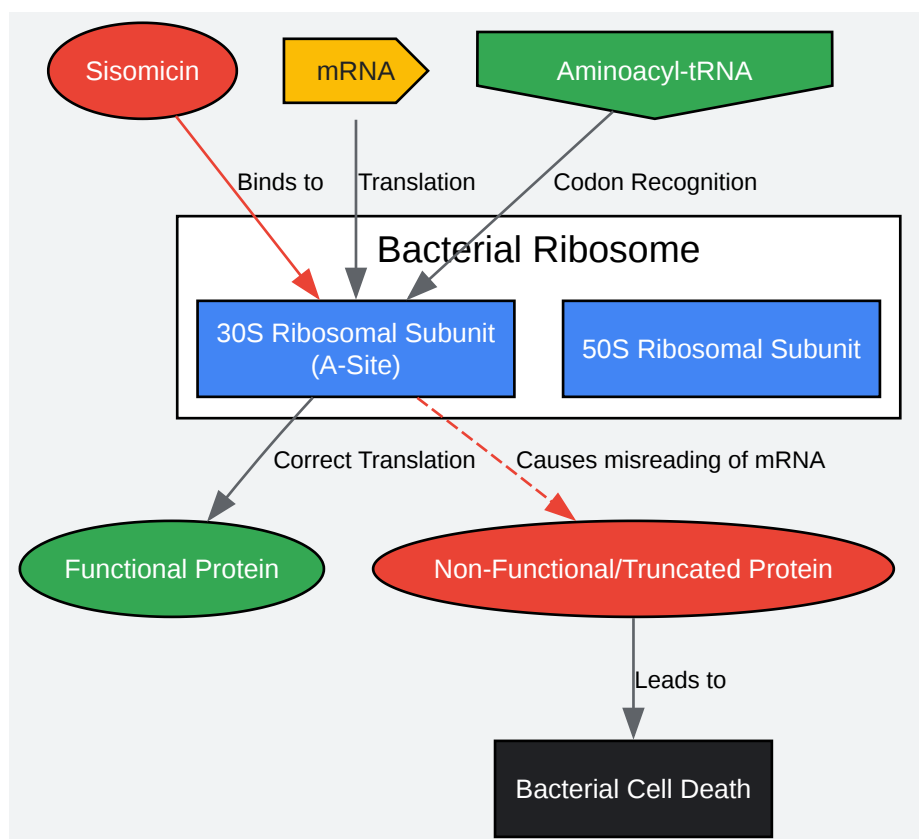 Sisomicin
mRNA
Aminoacyl-tRNA
Binds to
Translation
Codon Recognition
Bacterial Ribosome
30S Ribosomal Subunit
(A-Site)
50S Ribosomal Subunit
Correct Translation
Causes misreading of mRNA
Functional Protein
Non-Functional/Truncated Protein
Leads to
Bacterial Cell Death